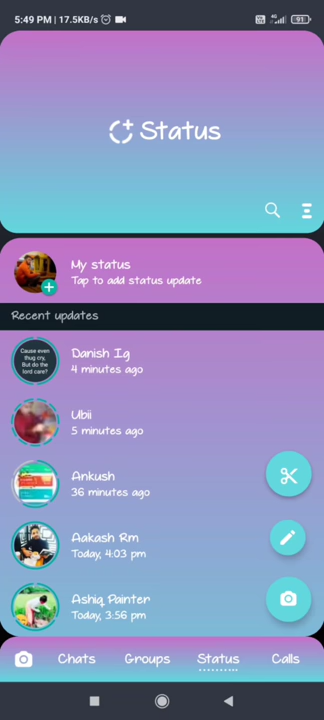 5:49 PM | 17.5KB/s
4G
91
Status
My status
Tap to add status update
Recent updates
Cause even
thug cry,
But do the
lord care?
Danish Ig
4 minutes ago
Ubii
5 minutes ago
Ankush
36 minutes ago
Aakash Rm
Today, 4:03 pm
Ashiq Painter
Today, 3:56 pm
Chats
Groups
Status
Calls